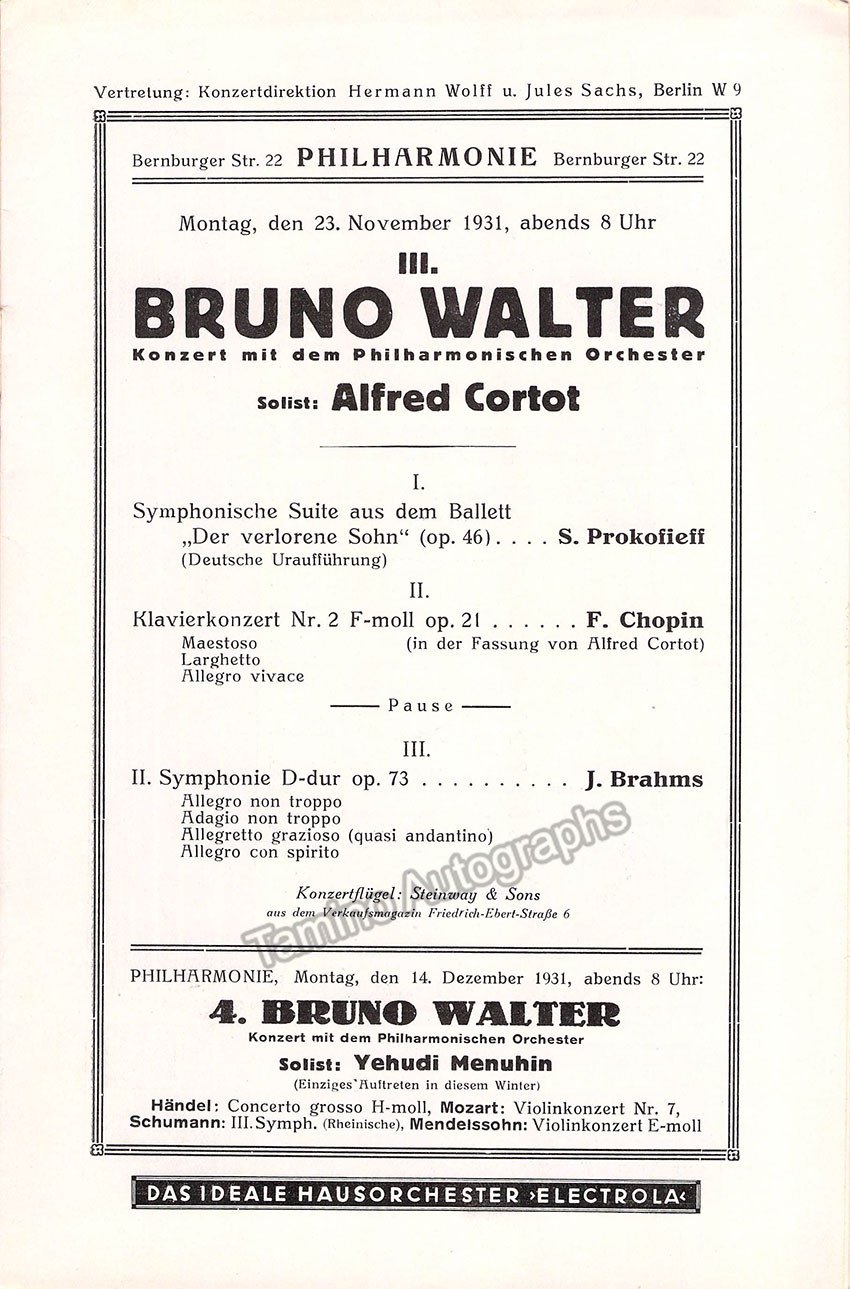 Vertretung: Konzertdirektion Hermann Wolff u. Jules Sachs, Berlin W 9
Bernburger Str. 22 PHILHARMONIE Bernburger Str. 22
Montag, den 23. November 1931, abends 8 Uhr
III.
BRUNO WALTER
Konzert mit dem Philharmonischen Orchester
Solist: Alfred Cortot
I.
Symphonische Suite aus dem Ballett
„Der verlorene Sohn“ (op. 46) . . . . S. Prokofieff
(Deutsche Uraufführung)
II.
Klavierkonzert Nr. 2 F-moll op. 21 . . . . . . F. Chopin
Maestoso (in der Fassung von Alfred Cortot)
Larghetto
Allegro vivace
Pause
III.
II. Symphonie D-dur op. 73 . . . . . . . . . . J. Brahms
Allegro non troppo
Adagio non troppo
Allegretto grazioso (quasi andantino)
Allegro con spirito
Konzertflügel: Steinway & Sons
aus dem Verkaufsmagazin Friedrich-Ebert-Straße 6
Tamino Autographs
PHILHARMONIE, Montag, den 14. Dezember 1931, abends 8 Uhr:
4. BRUNO WALTER
Konzert mit dem Philharmonischen Orchester
Solist: Yehudi Menuhin
(Einziges Auftreten in diesem Winter)
Händel: Concerto grosso H-moll, Mozart: Violinkonzert Nr. 7,
Schumann: III. Symph. (Rheinische), Mendelssohn: Violinkonzert E-moll
DAS IDEALE HAUSORCHESTER ›ELECTROLA‹